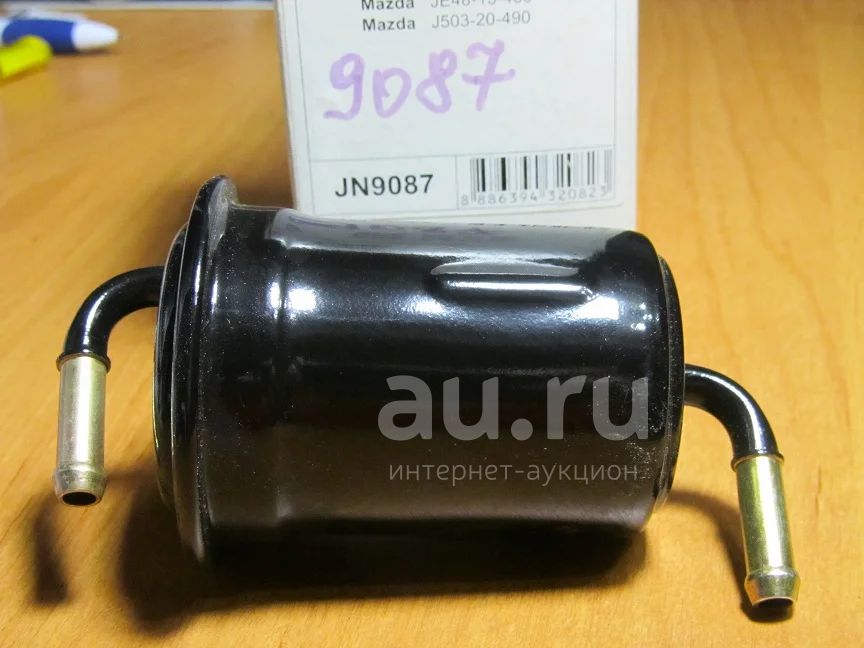 Mazda J503-20-490
9087
JN9087
8 886394 320823
au.ru
интернет-аукцион